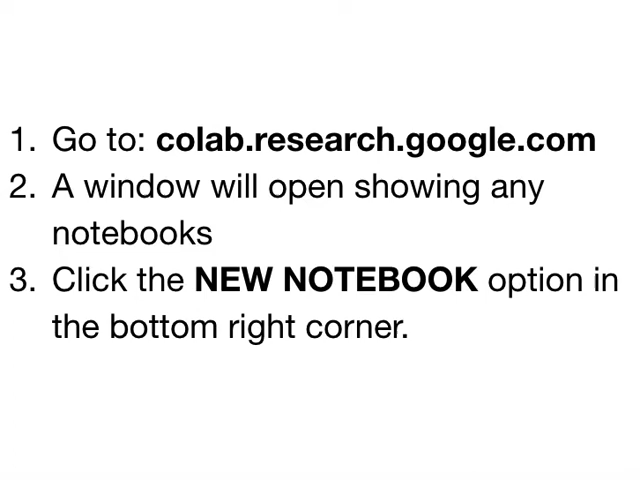 1. Go to: colab.research.google.com
2. A window will open showing any
notebooks
3. Click the NEW NOTEBOOK option in
the bottom right corner.